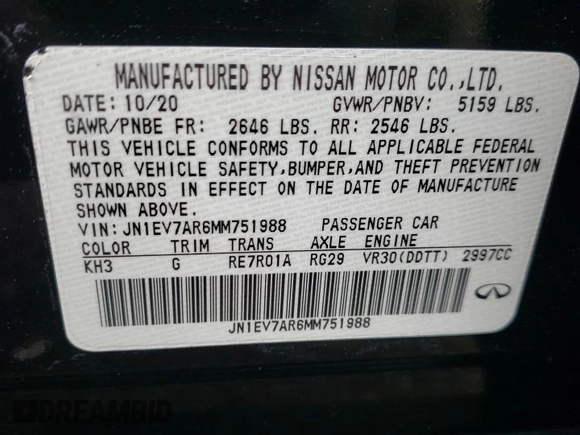 MANUFACTURED BY NISSAN MOTOR CO.,LTD.
DATE: 10/20 GVWR/PNBV: 5159 LBS.
GAWR/PNBE FR: 2646 LBS. RR: 2546 LBS.
THIS VEHICLE CONFORMS TO ALL APPLICABLE FEDERAL
MOTOR VEHICLE SAFETY,BUMPER,AND THEFT PREVENTION
STANDARDS IN EFFECT ON THE DATE OF MANUFACTURE
SHOWN ABOVE.
VIN: JN1EV7AR6MM751988 PASSENGER CAR
COLOR TRIM TRANS AXLE ENGINE
KH3 G RE7R01A RG29 VR30(DDTT) 2997CC
JN1EV7AR6MM751988
DREAMBID